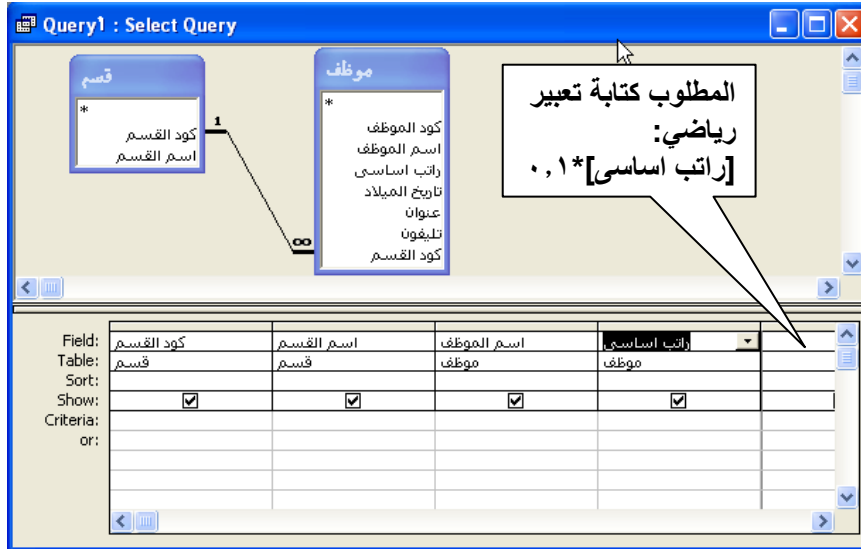 Query1 : Select Query
قسم
*
كود القسم
اسم القسم
1
∞
موظف
*
كود الموظف
اسم الموظف
راتب اساسى
تاريخ الميلاد
عنوان
تليفون
كود القسم
المطلوب كتابة تعبير
رياضي:
[راتب اساسى]*٠,١
Field: كود القسم اسم القسم اسم الموظف راتب اساسى
Table: قسم قسم موظف موظف
Sort:
Show:
Criteria:
or: